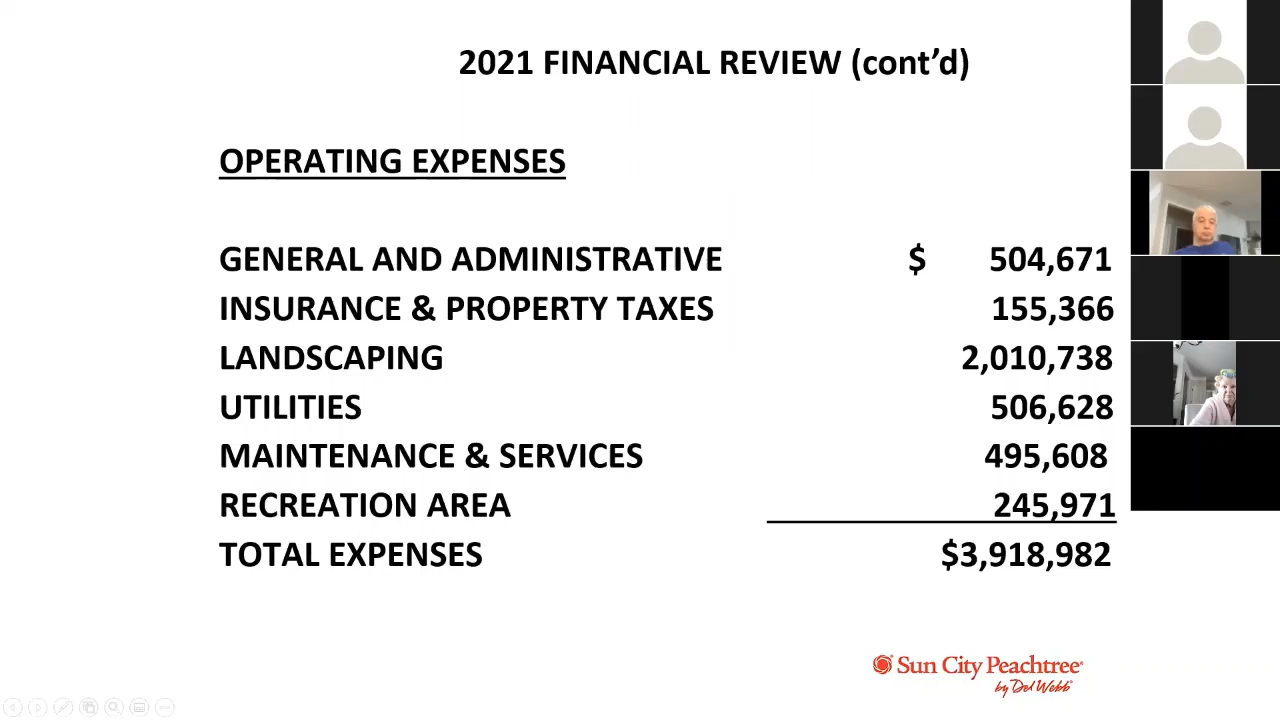 2021 FINANCIAL REVIEW (cont’d)
OPERATING EXPENSES
GENERAL AND ADMINISTRATIVE $ 504,671
INSURANCE & PROPERTY TAXES 155,366
LANDSCAPING 2,010,738
UTILITIES 506,628
MAINTENANCE & SERVICES 495,608
RECREATION AREA 245,971
TOTAL EXPENSES $3,918,982
Sun City Peachtree®
by Del Webb®